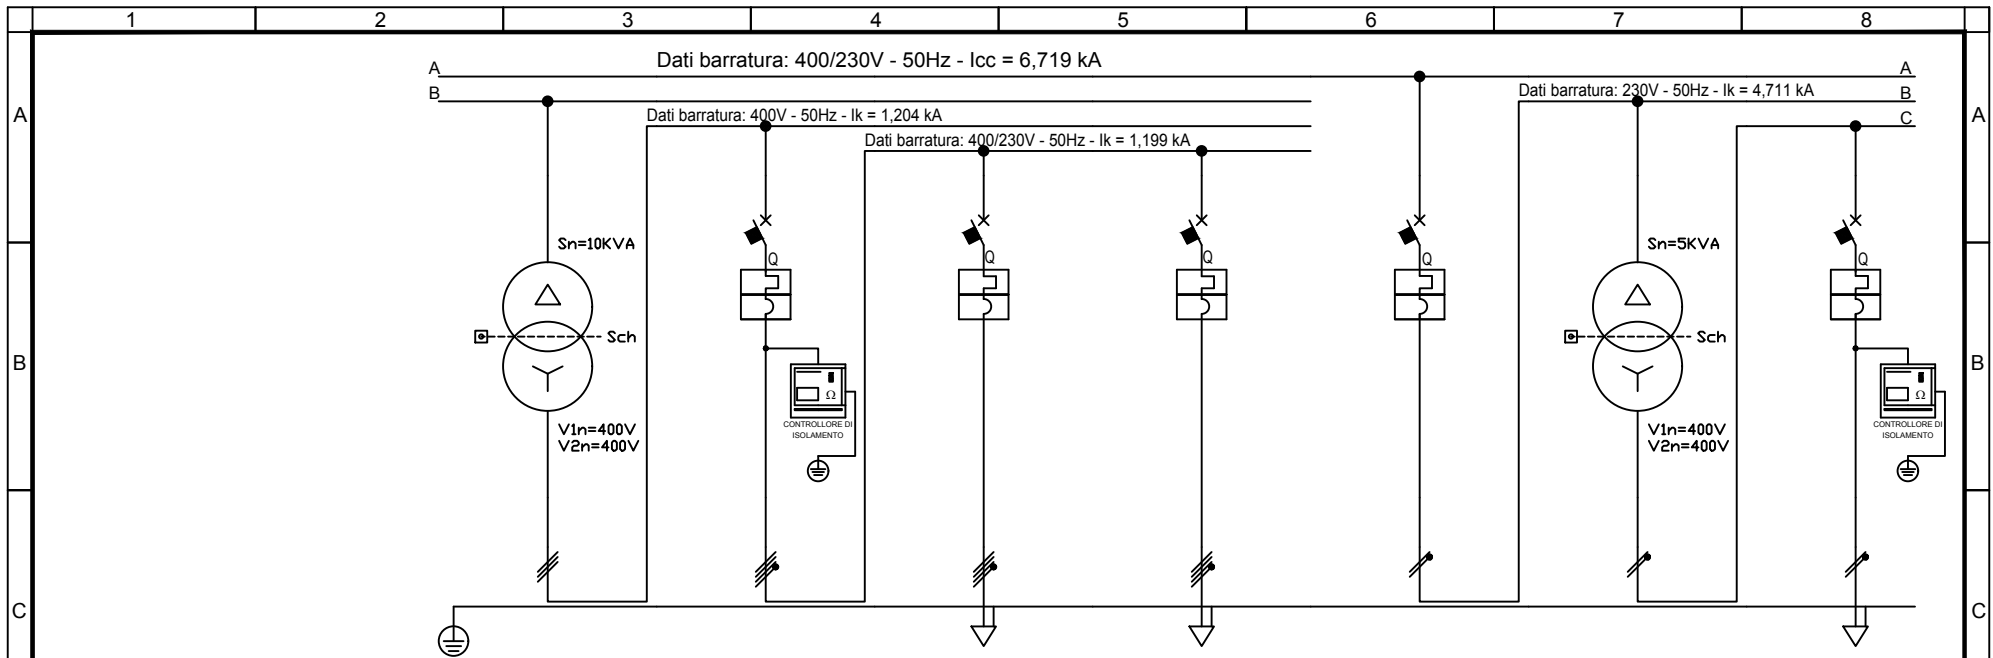 1 2 3 4 5 6 7 8
Dati barratura: 400/230V - 50Hz - Icc = 6,719 kA
A A
B Dati barratura: 230V - 50Hz - Ik = 4,711 kA B
A Dati barratura: 400V - 50Hz - Ik = 1,204 kA C A
Dati barratura: 400/230V - 50Hz - Ik = 1,199 kA
Sn=10KVA Sn=5KVA
Q Q Q Q Q
Sch Sch
B B
Ω Ω
CONTROLLORE DI
ISOLAMENTO
CONTROLLORE DI
ISOLAMENTO
V1n=400V
V2n=400V
V1n=400V
V2n=400V
C C